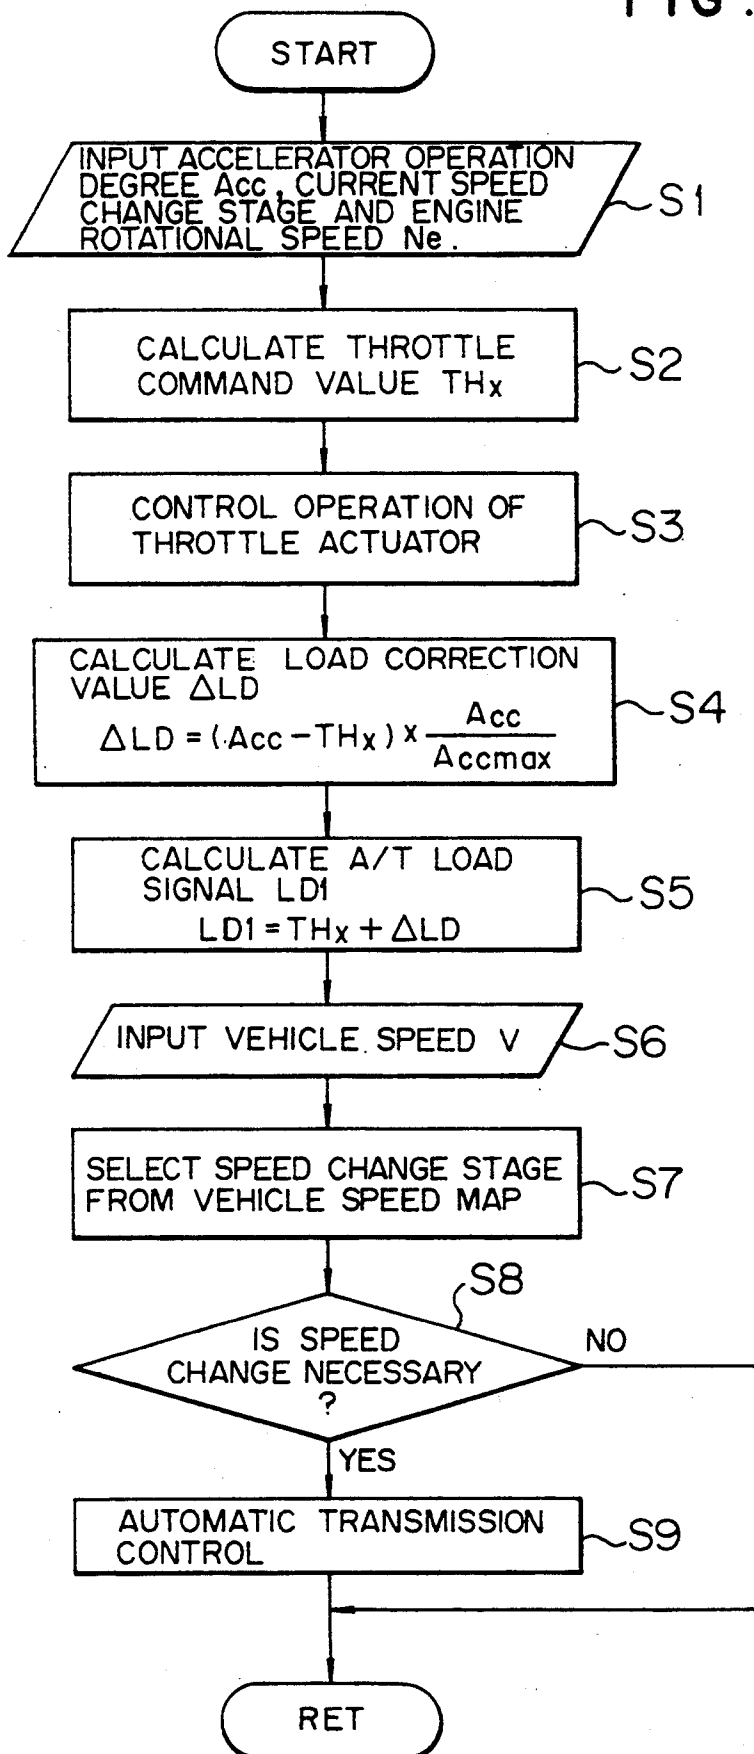 FIG.
START
INPUT ACCELERATOR OPERATION
DEGREE Acc, CURRENT SPEED
CHANGE STAGE AND ENGINE
ROTATIONAL SPEED Ne.
S1
CALCULATE THROTTLE
COMMAND VALUE THx
S2
CONTROL OPERATION OF
THROTTLE ACTUATOR
S3
CALCULATE LOAD CORRECTION
VALUE ΔLD
ΔLD = (Acc - THx) x Acc / Accmax
S4
CALCULATE A/T LOAD
SIGNAL LD1
LD1 = THx + ΔLD
S5
INPUT VEHICLE SPEED V
S6
SELECT SPEED CHANGE STAGE
FROM VEHICLE SPEED MAP
S7
S8
IS SPEED
CHANGE NECESSARY
?
NO
YES
AUTOMATIC TRANSMISSION
CONTROL
S9
RET